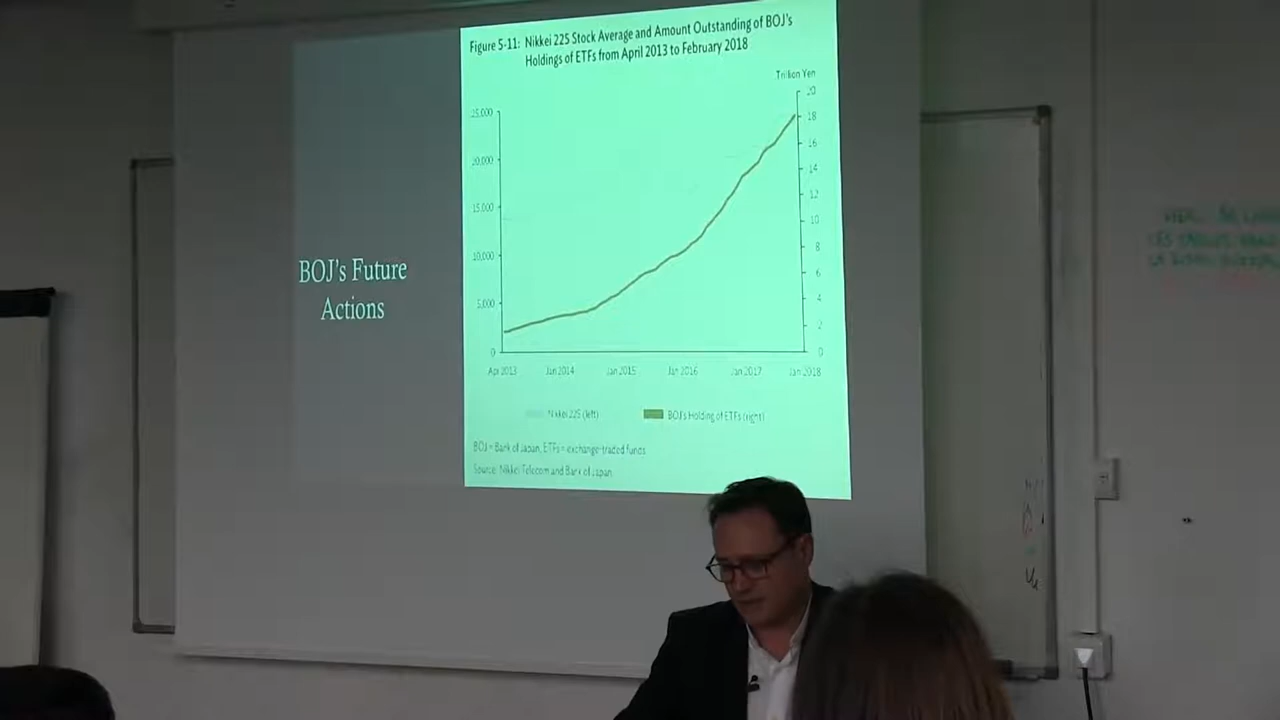 Figure 5-11: Nikkei 225 Stock Average and Amount Outstanding of BOJ's
Holdings of ETFs from April 2013 to February 2018
Trillion Yen
25,000
20,000
15,000
10,000
5,000
0
20
18
16
14
12
10
8
6
4
2
0
Apr 2013 Jan 2014 Jan 2015 Jan 2016 Jan 2017 Jan 2018
Nikkei 225 (left) BOJ's Holding of ETFs (right)
BOJ = Bank of Japan, ETFs = exchange-traded funds
Source: Nikkei Telecom and Bank of Japan
BOJ's Future
Actions